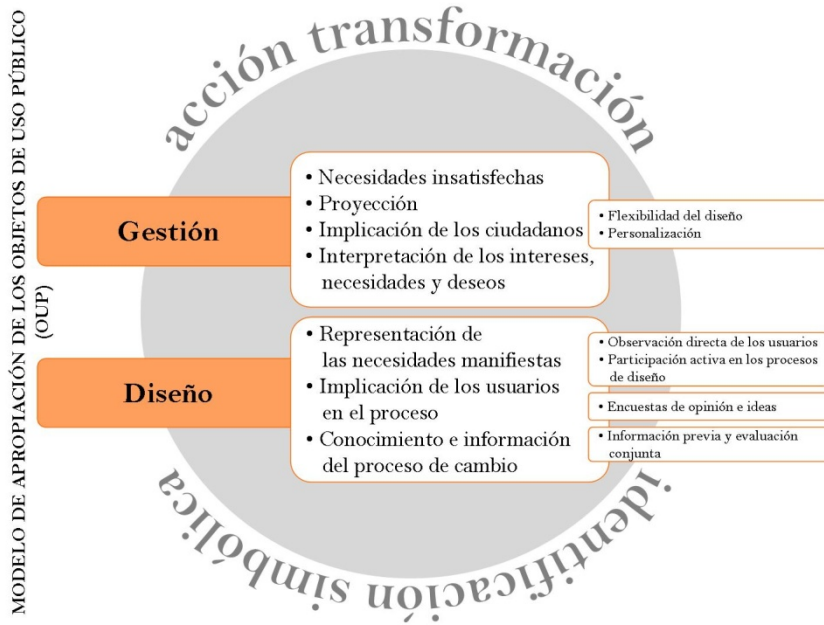 MODELO DE APROPIACIÓN DE LOS OBJETOS DE USO PÚBLICO
(OUP)
acción transformación
Gestión
• Necesidades insatisfechas
• Proyección
• Implicación de los ciudadanos
• Interpretación de los intereses,
necesidades y deseos
• Flexibilidad del diseño
• Personalización
Diseño
• Representación de
las necesidades manifiestas
• Implicación de los usuarios
en el proceso
• Conocimiento e información
del proceso de cambio
• Observación directa de los usuarios
• Participación activa en los procesos
de diseño
• Encuestas de opinión e ideas
• Información previa y evaluación
conjunta
identificación simbólica